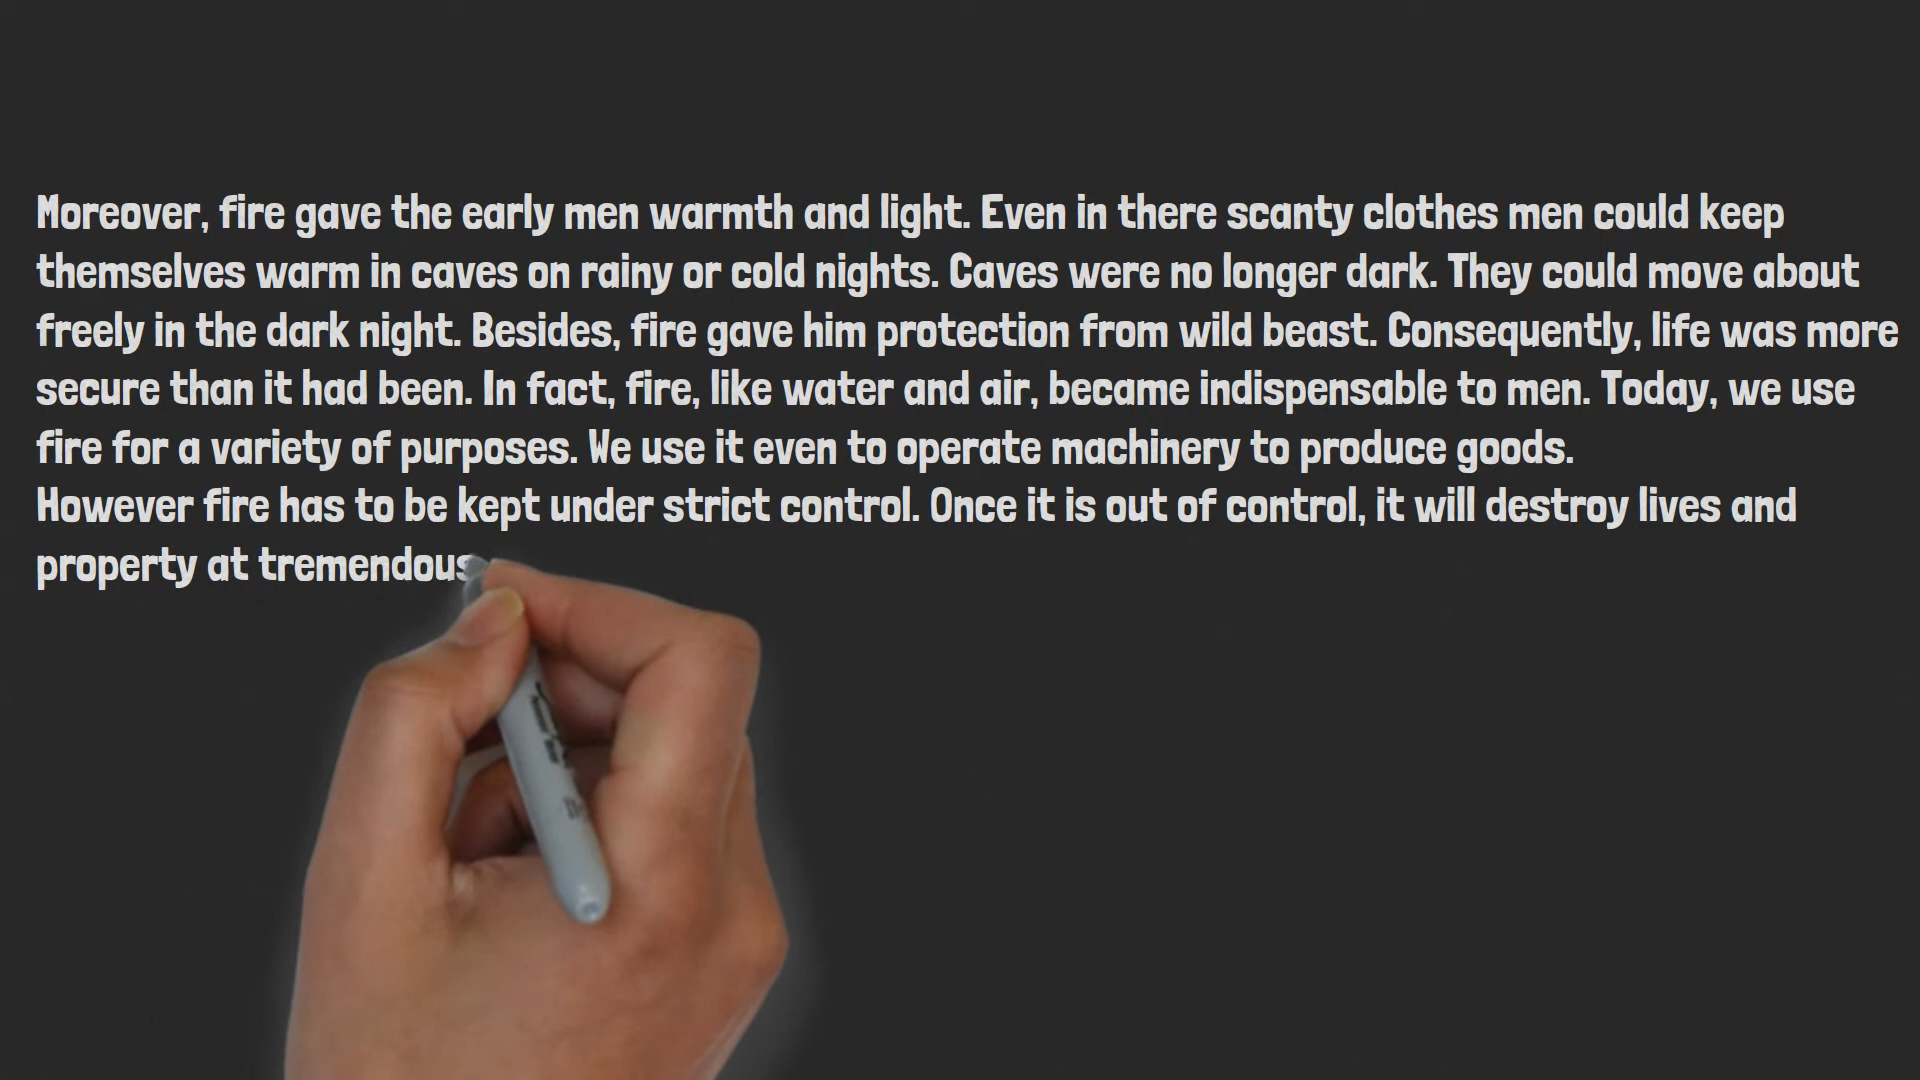 Moreover, fire gave the early men warmth and light. Even in there scanty clothes men could keep
themselves warm in caves on rainy or cold nights. Caves were no longer dark. They could move about
freely in the dark night. Besides, fire gave him protection from wild beast. Consequently, life was more
secure than it had been. In fact, fire, like water and air, became indispensable to men. Today, we use
fire for a variety of purposes. We use it even to operate machinery to produce goods.
However fire has to be kept under strict control. Once it is out of control, it will destroy lives and
property at tremendous